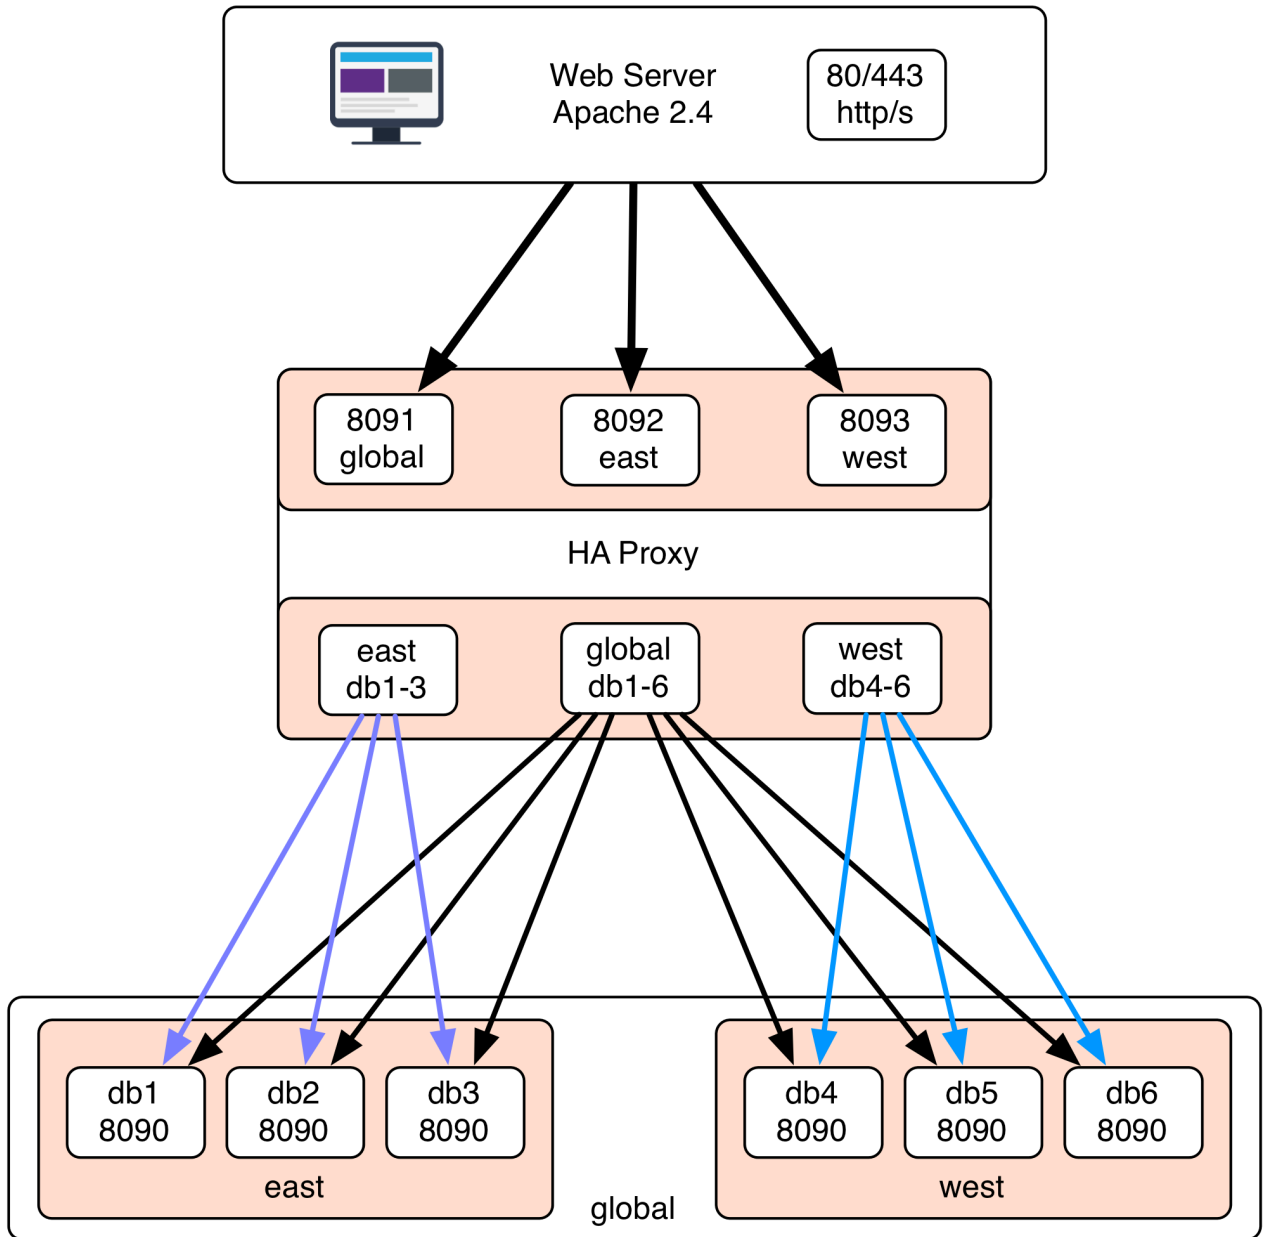 Web Server
Apache 2.4
80/443
http/s
8091
global
8092
east
8093
west
HA Proxy
east
db1-3
global
db1-6
west
db4-6
db1
8090
db2
8090
db3
8090
east
db4
8090
db5
8090
db6
8090
west
global